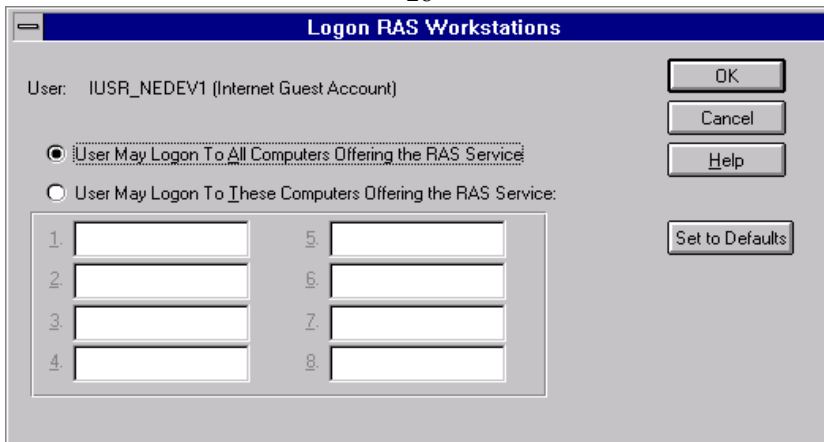 Logon RAS Workstations
User: IUSR_NEDEV1 (Internet Guest Account)
OK
Cancel
Help
User May Logon To All Computers Offering the RAS Service
User May Logon To These Computers Offering the RAS Service:
Set to Defaults
1. 5.
2. 6.
3. 7.
4. 8.